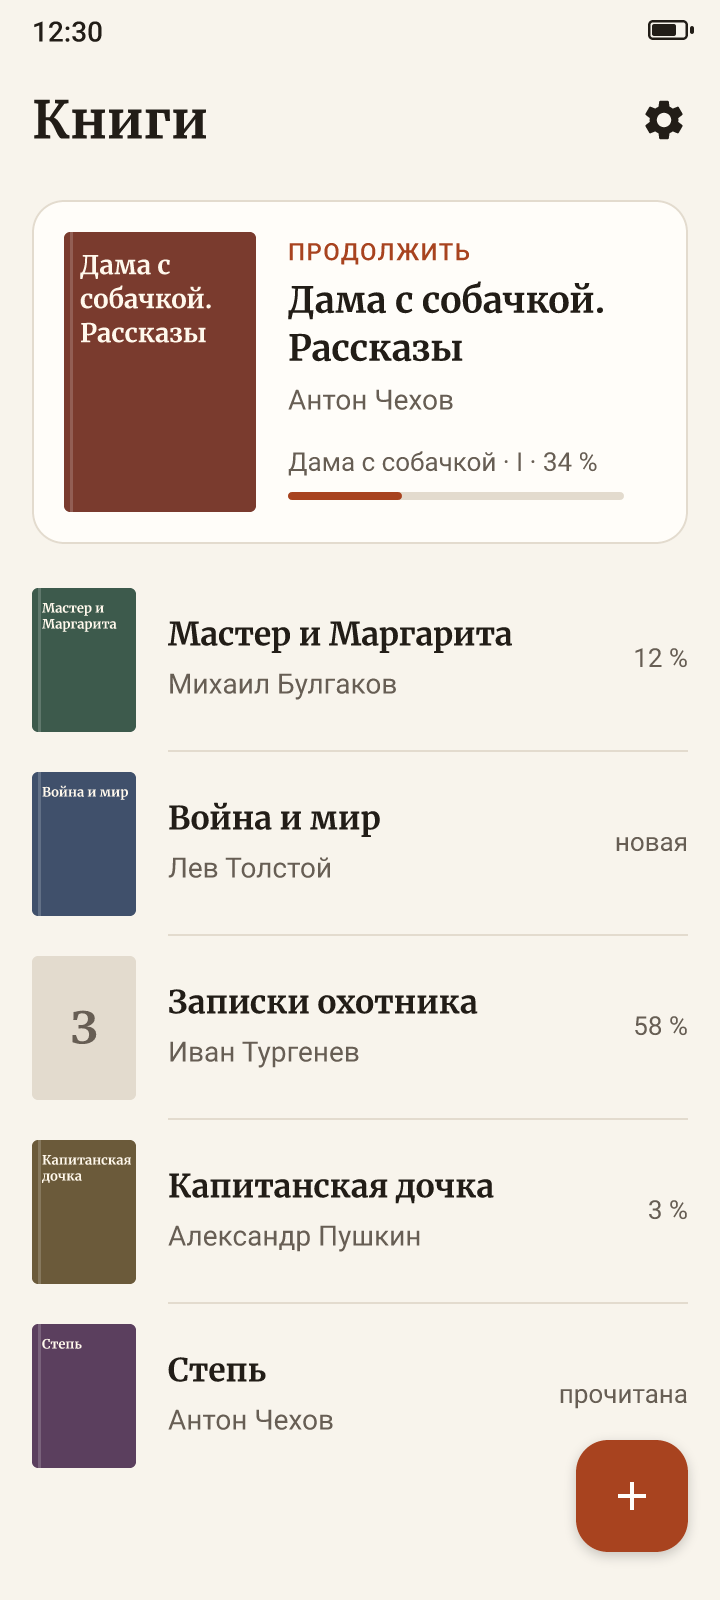 12:30
Книги
Дама с
собачкой.
Рассказы
ПРОДОЛЖИТЬ
Дама с собачкой.
Рассказы
Антон Чехов
Дама с собачкой · I · 34 %
Мастер и
Маргарита
Мастер и Маргарита
Михаил Булгаков
12 %
Война и мир
Война и мир
Лев Толстой
новая
З
Записки охотника
Иван Тургенев
58 %
Капитанская
дочка
Капитанская дочка
Александр Пушкин
3 %
Степь
Степь
Антон Чехов
прочитана
+